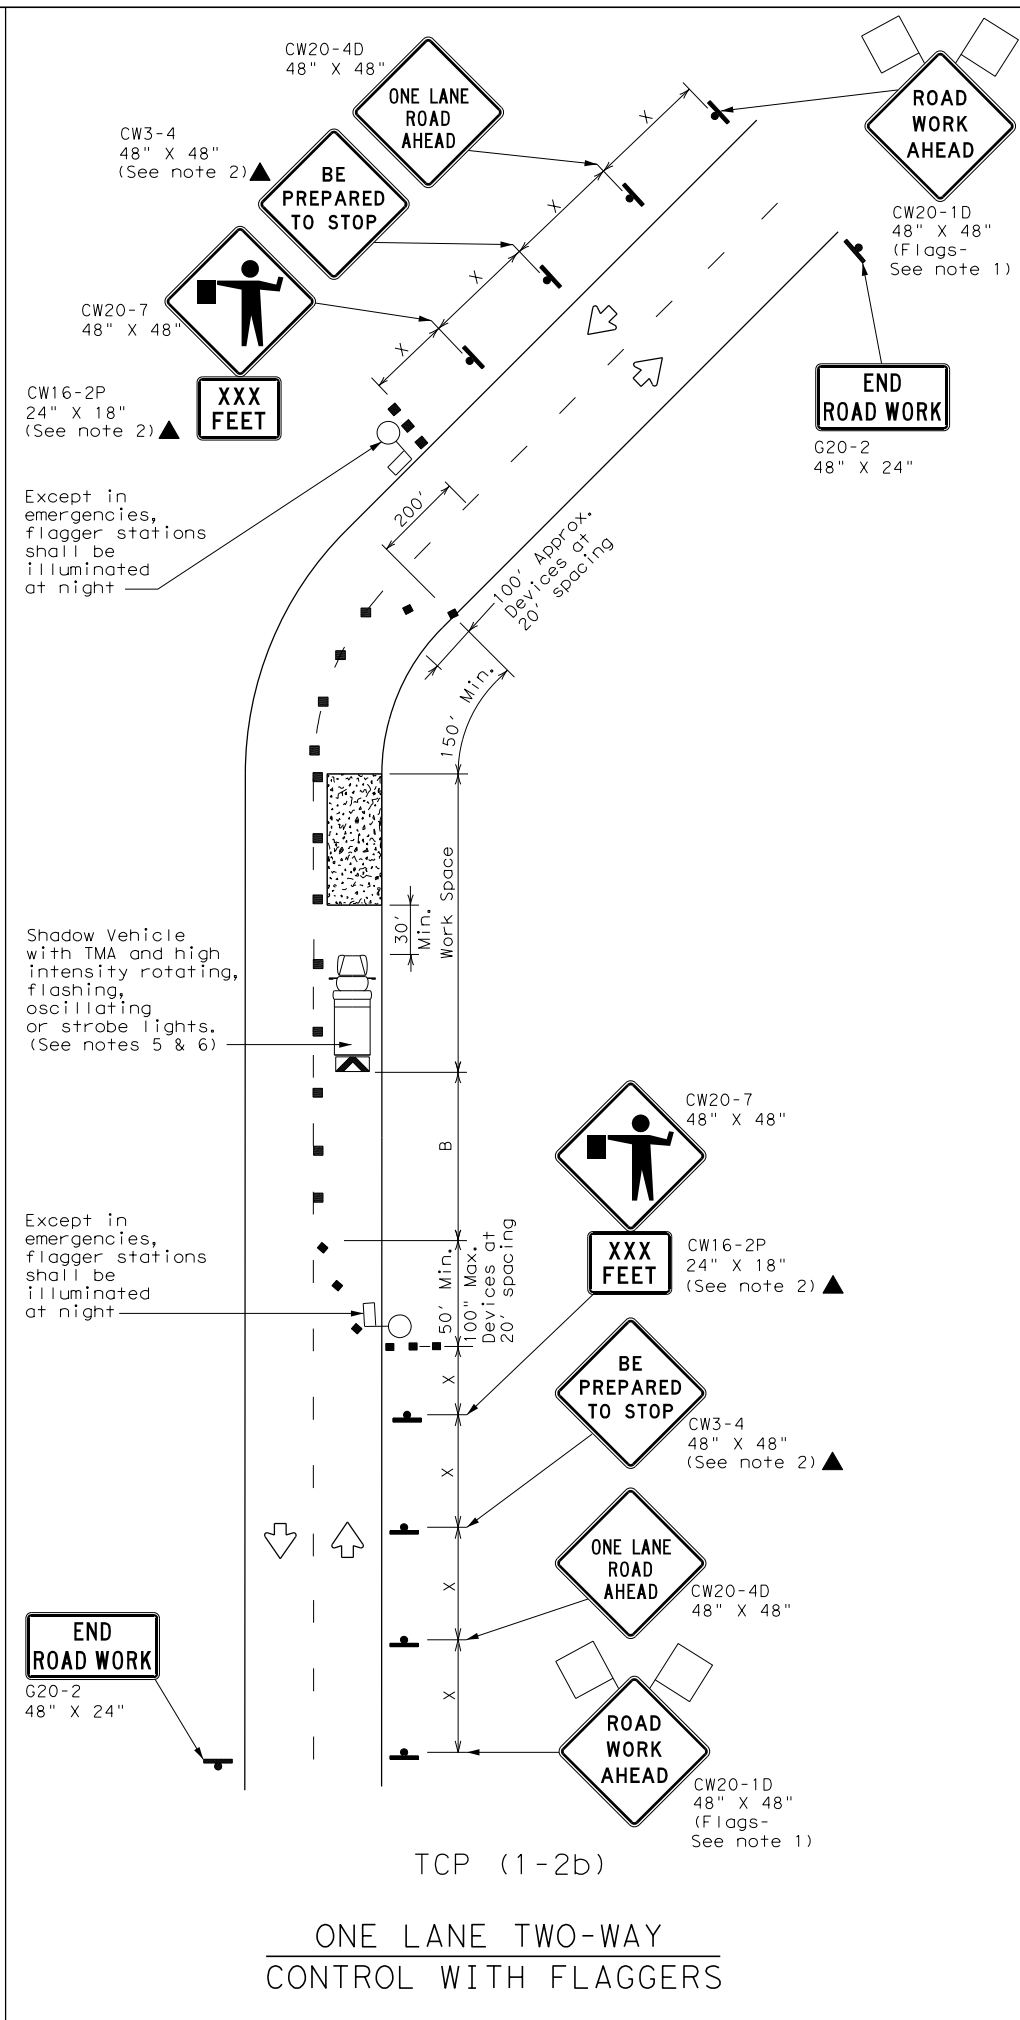 CW20-4D
48" X 48"
ONE LANE
ROAD
AHEAD
ROAD
WORK
AHEAD
CW20-1D
48" X 48"
(Flags-
See note 1)
X
CW3-4
48" X 48"
(See note 2)
BE
PREPARED
TO STOP
X
X
CW20-7
48" X 48"
X
CW16-2P
24" X 18"
(See note 2)
XXX
FEET
END
ROAD WORK
G20-2
48" X 24"
Except in
emergencies,
flagger stations
shall be
illuminated
at night
200'
100' Approx.
Devices at
20' spacing
150' Min.
Work Space
30'
Min.
Shadow Vehicle
with TMA and high
intensity rotating,
flashing,
oscillating
or strobe lights.
(See notes 5 & 6)
B
CW20-7
48" X 48"
XXX
FEET
CW16-2P
24" X 18"
(See note 2)
Except in
emergencies,
flagger stations
shall be
illuminated
at night
50' Min.
100" Max.
Devices at
20' spacing
X
BE
PREPARED
TO STOP
CW3-4
48" X 48"
(See note 2)
X
ONE LANE
ROAD
AHEAD
CW20-4D
48" X 48"
X
END
ROAD WORK
G20-2
48" X 24"
X
ROAD
WORK
AHEAD
CW20-1D
48" X 48"
(Flags-
See note 1)
TCP (1-2b)
ONE LANE TWO-WAY
CONTROL WITH FLAGGERS